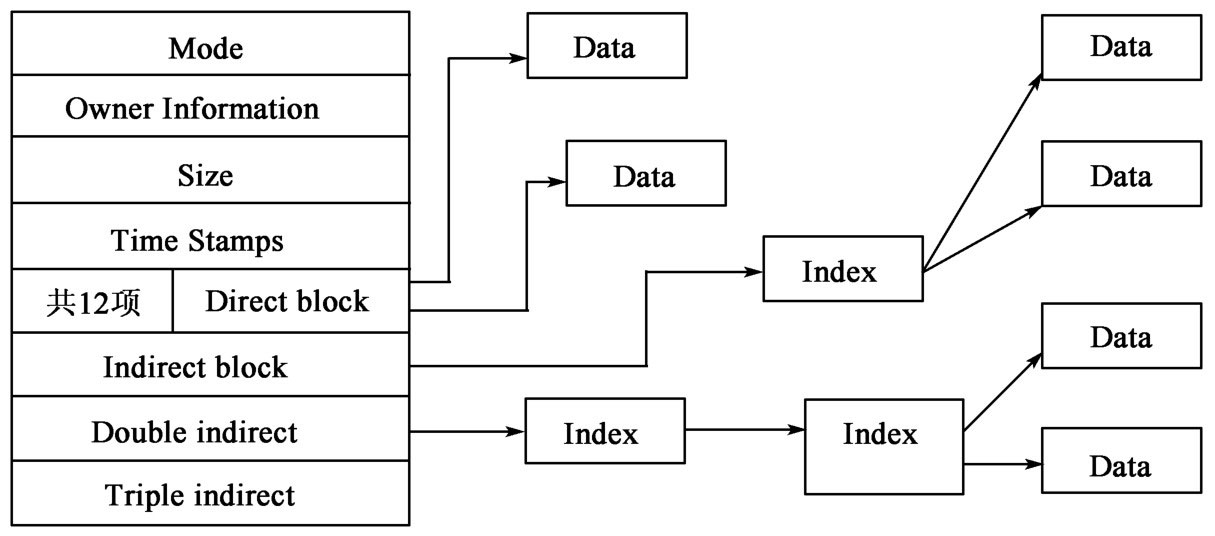 Mode
Owner Information
Size
Time Stamps
共12项 Direct block
Indirect block
Double indirect
Triple indirect
Data
Data
Index
Data
Data
Index
Index
Data
Data